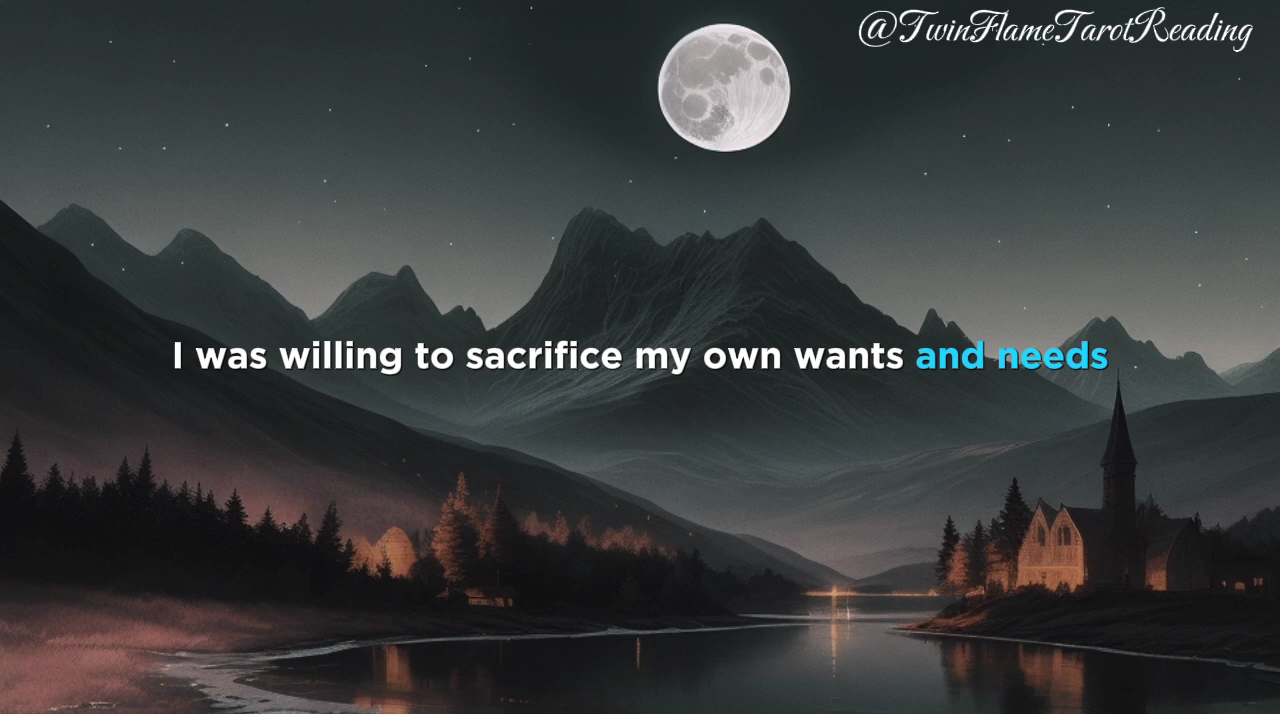 @TwinFlameTarotReading
I was willing to sacrifice my own wants and needs